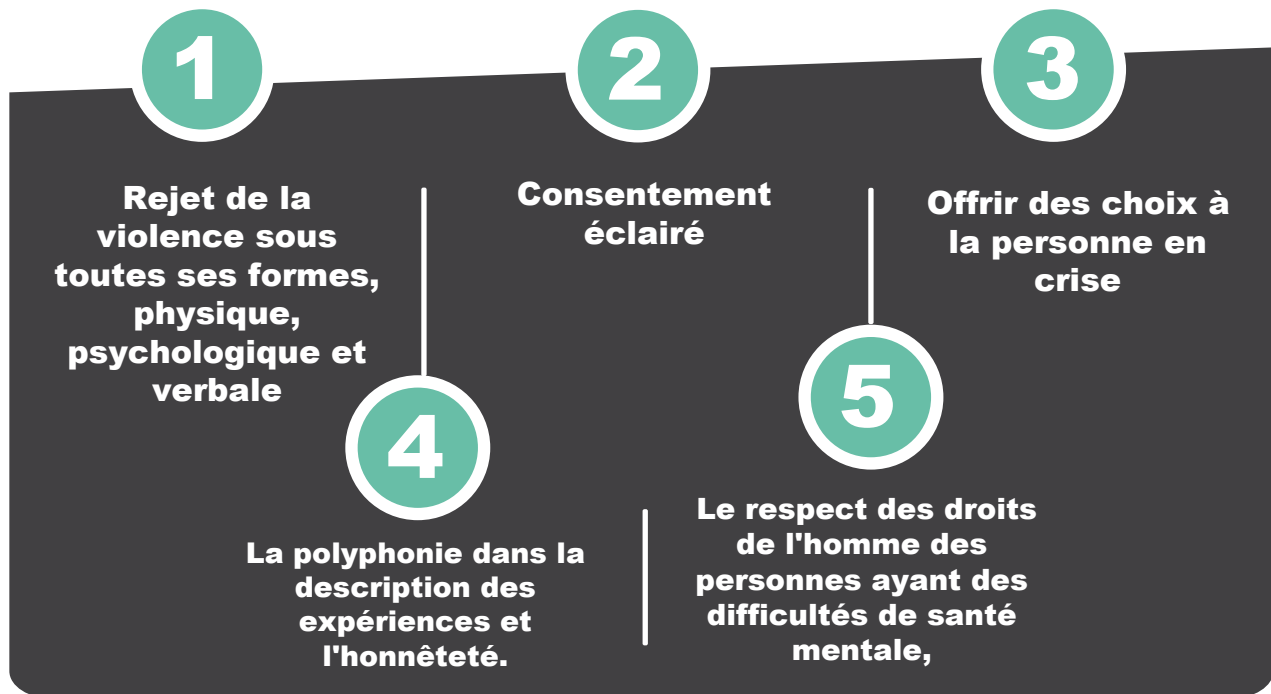 1
Rejet de la
violence sous
toutes ses formes,
physique,
psychologique et
verbale
2
Consentement
éclairé
3
Offrir des choix à
la personne en
crise
4
La polyphonie dans la
description des
expériences et
l'honnêteté.
5
Le respect des droits
de l'homme des
personnes ayant des
difficultés de santé
mentale,